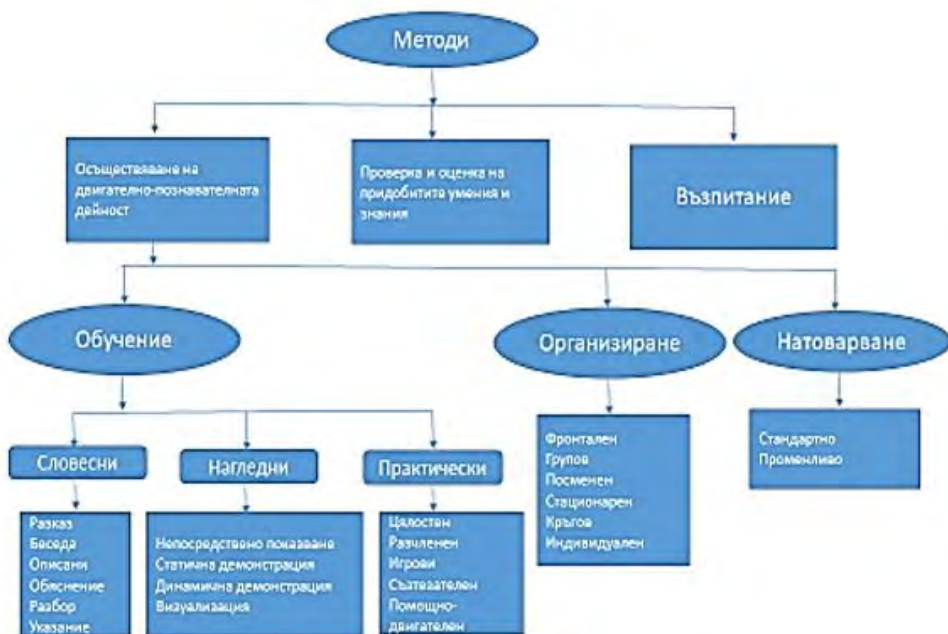 Методи
Осъществяване на
двигателно-познавателната
дейност
Проверка и оценка на
придобитите умения и
знания
Възпитание
Обучение
Организиране
Натоварване
Словесни
Нагледни
Практически
Фронтален
Групов
Посменен
Стационарен
Кръгов
Индивидуален
Стандартно
Променливо
Разказ
Беседа
Описани
Обяснение
Разбор
Указание
Непосредствено показване
Статична демонстрация
Динамична демонстрация
Визуализация
Цялостен
Разчленен
Игрови
Състезателен
Помощно-
двигателен